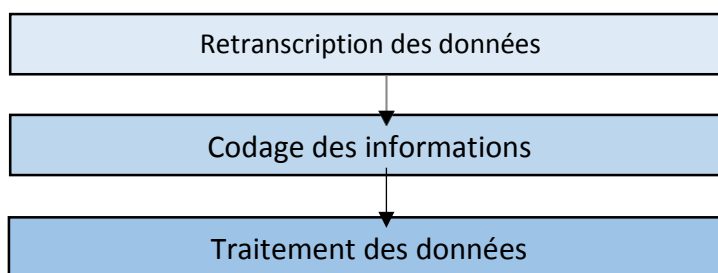 Retranscription des données
Codage des informations
Traitement des données